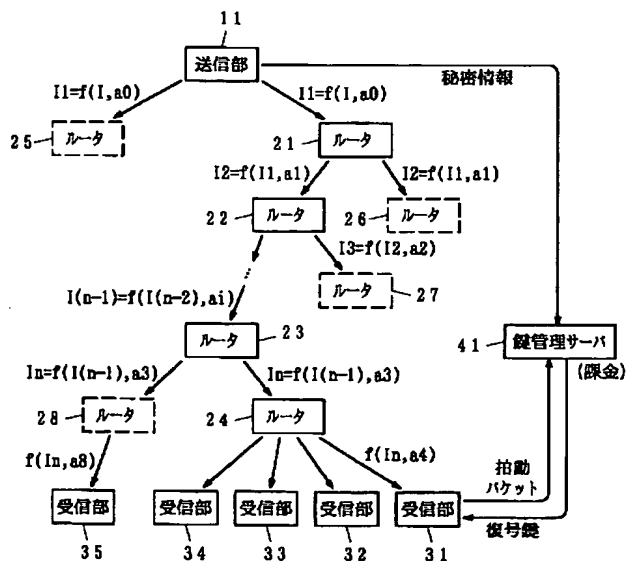 11
送信部
秘密情報
I1=f(I,a0)
I1=f(I,a0)
25
ルータ
21
ルータ
I2=f(I1,a1)
I2=f(I1,a1)
22
ルータ
26
ルータ
I3=f(I2,a2)
ルータ
27
I(n-1)=f(I(n-2),ai)
23
ルータ
41
鍵管理サーバ
(課金)
In=f(I(n-1),a3)
In=f(I(n-1),a3)
28
ルータ
24
ルータ
f(In,a8)
f(In,a4)
拍動
パケット
受信部
受信部
受信部
受信部
受信部
復号鍵
35
34
33
32
31